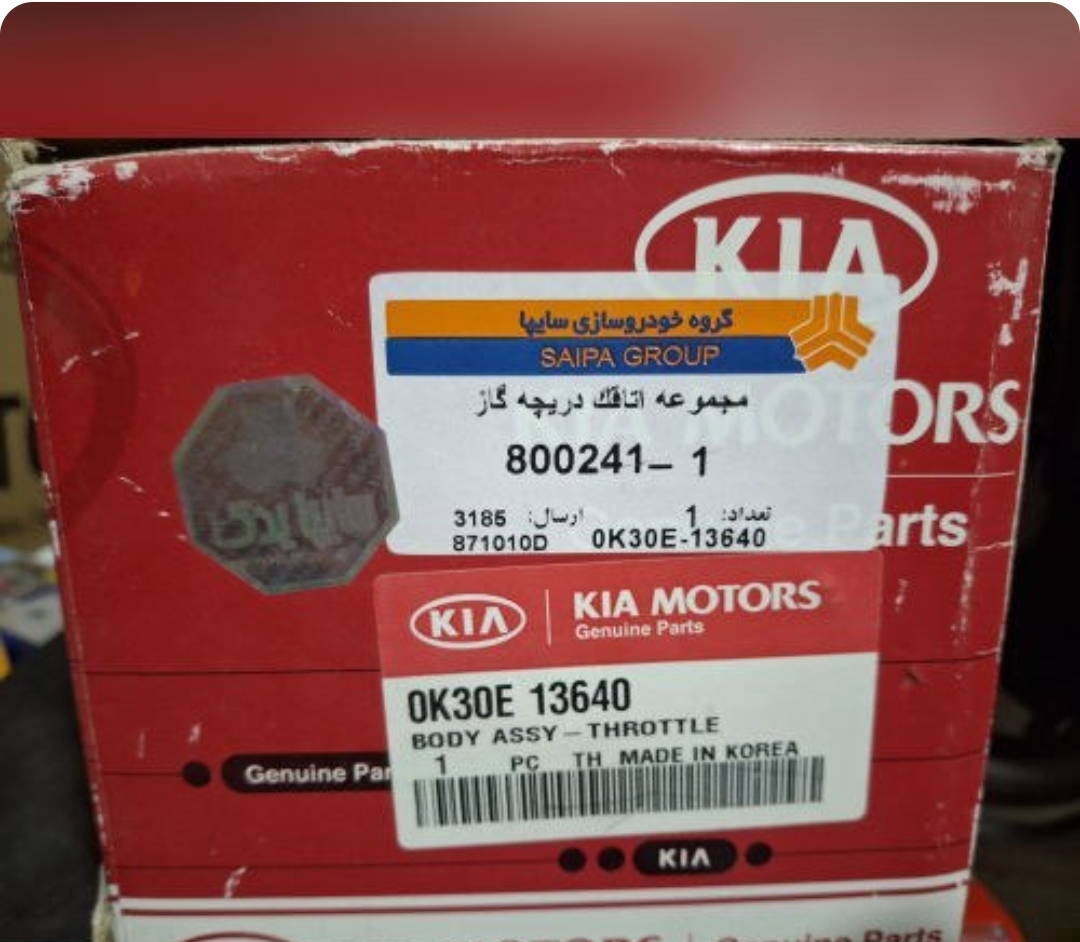 KIA
گروه خودروسازی سایپا
SAIPA GROUP
مجموعه اتاقك دریچه گاز
MOTORS
800241– 1
تعداد: 1 ارسال: 3185
Parts
871010D 0K30E-13640
KIA | KIA MOTORS
Genuine Parts
0K30E 13640
BODY ASSY – THROTTLE
1 PC TH MADE IN KOREA
Genuine Par
KIA
Genuine Parts